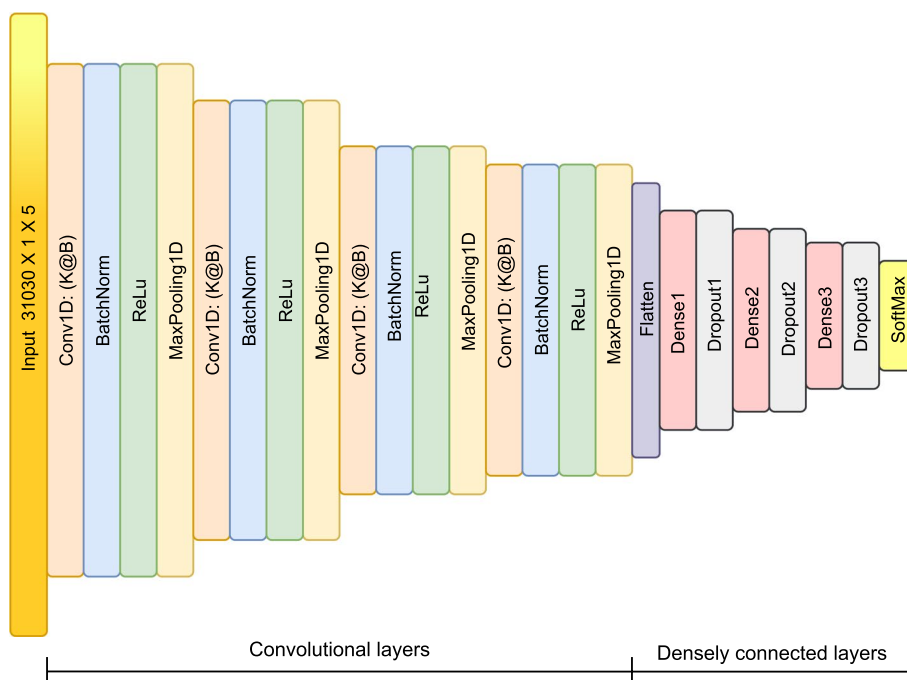 Input 31030 X 1 X 5
Conv1D: (K@B)
BatchNorm
ReLu
MaxPooling1D
Conv1D: (K@B)
BatchNorm
ReLu
MaxPooling1D
Conv1D: (K@B)
BatchNorm
ReLu
MaxPooling1D
Conv1D: (K@B)
BatchNorm
ReLu
MaxPooling1D
Flatten
Dense1
Dropout1
Dense2
Dropout2
Dense3
Dropout3
SoftMax
Convolutional layers
Densely connected layers